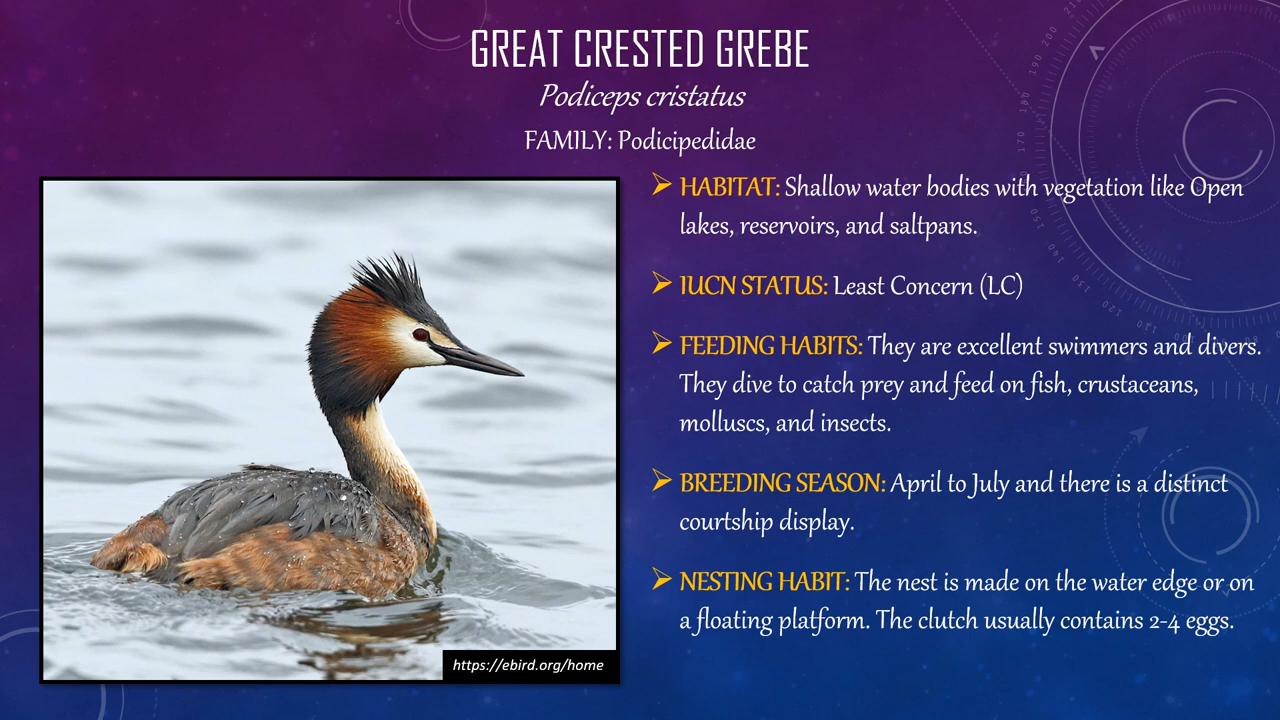 GREAT CRESTED GREBE
Podiceps cristatus
FAMILY: Podicipedidae
HABITAT: Shallow water bodies with vegetation like Open
lakes, reservoirs, and saltpans.
IUCN STATUS: Least Concern (LC)
FEEDING HABITS: They are excellent swimmers and divers.
They dive to catch prey and feed on fish, crustaceans,
molluscs, and insects.
BREEDING SEASON: April to July and there is a distinct
courtship display.
NESTING HABIT: The nest is made on the water edge or on
a floating platform. The clutch usually contains 2-4 eggs.
https://ebird.org/home